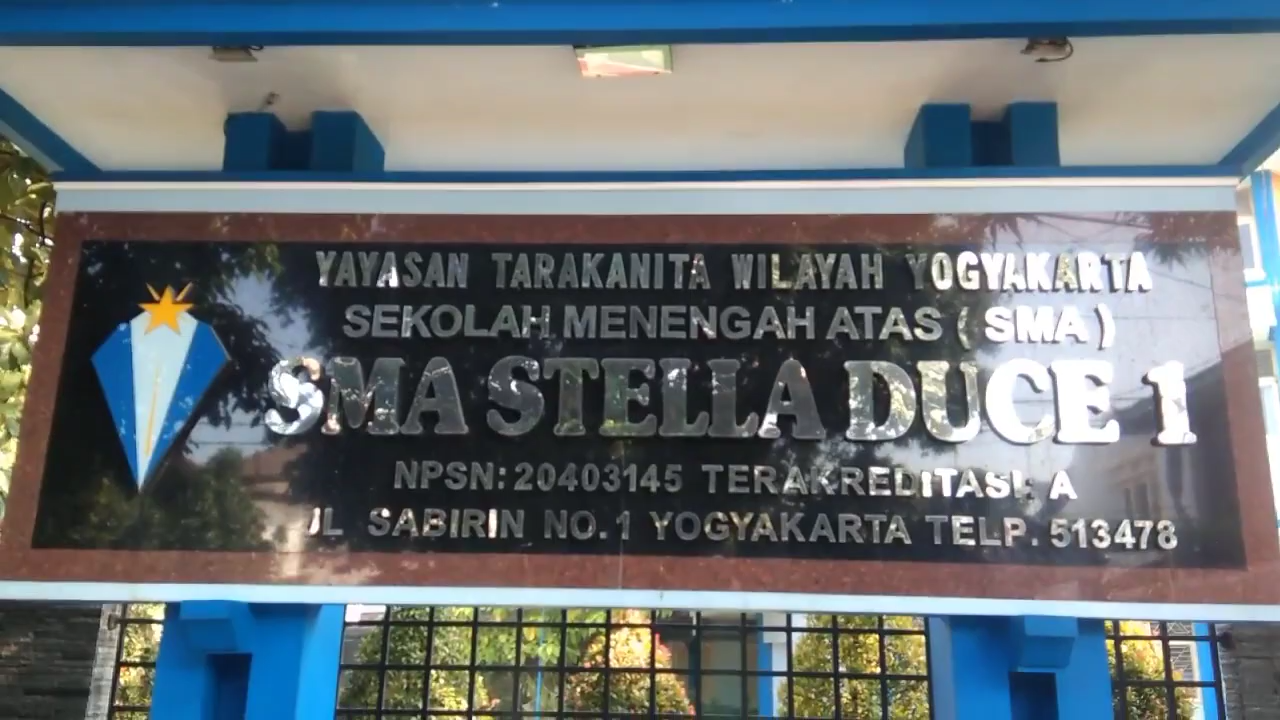 YAYASAN TARAKANITA WILAYAH YOGYAKARTA
SEKOLAH MENENGAH ATAS ( SMA )
SMA STELLA DUCE 1
NPSN: 20403145 TERAKREDITASI: A
JL SABIRIN NO. 1 YOGYAKARTA TELP. 513478